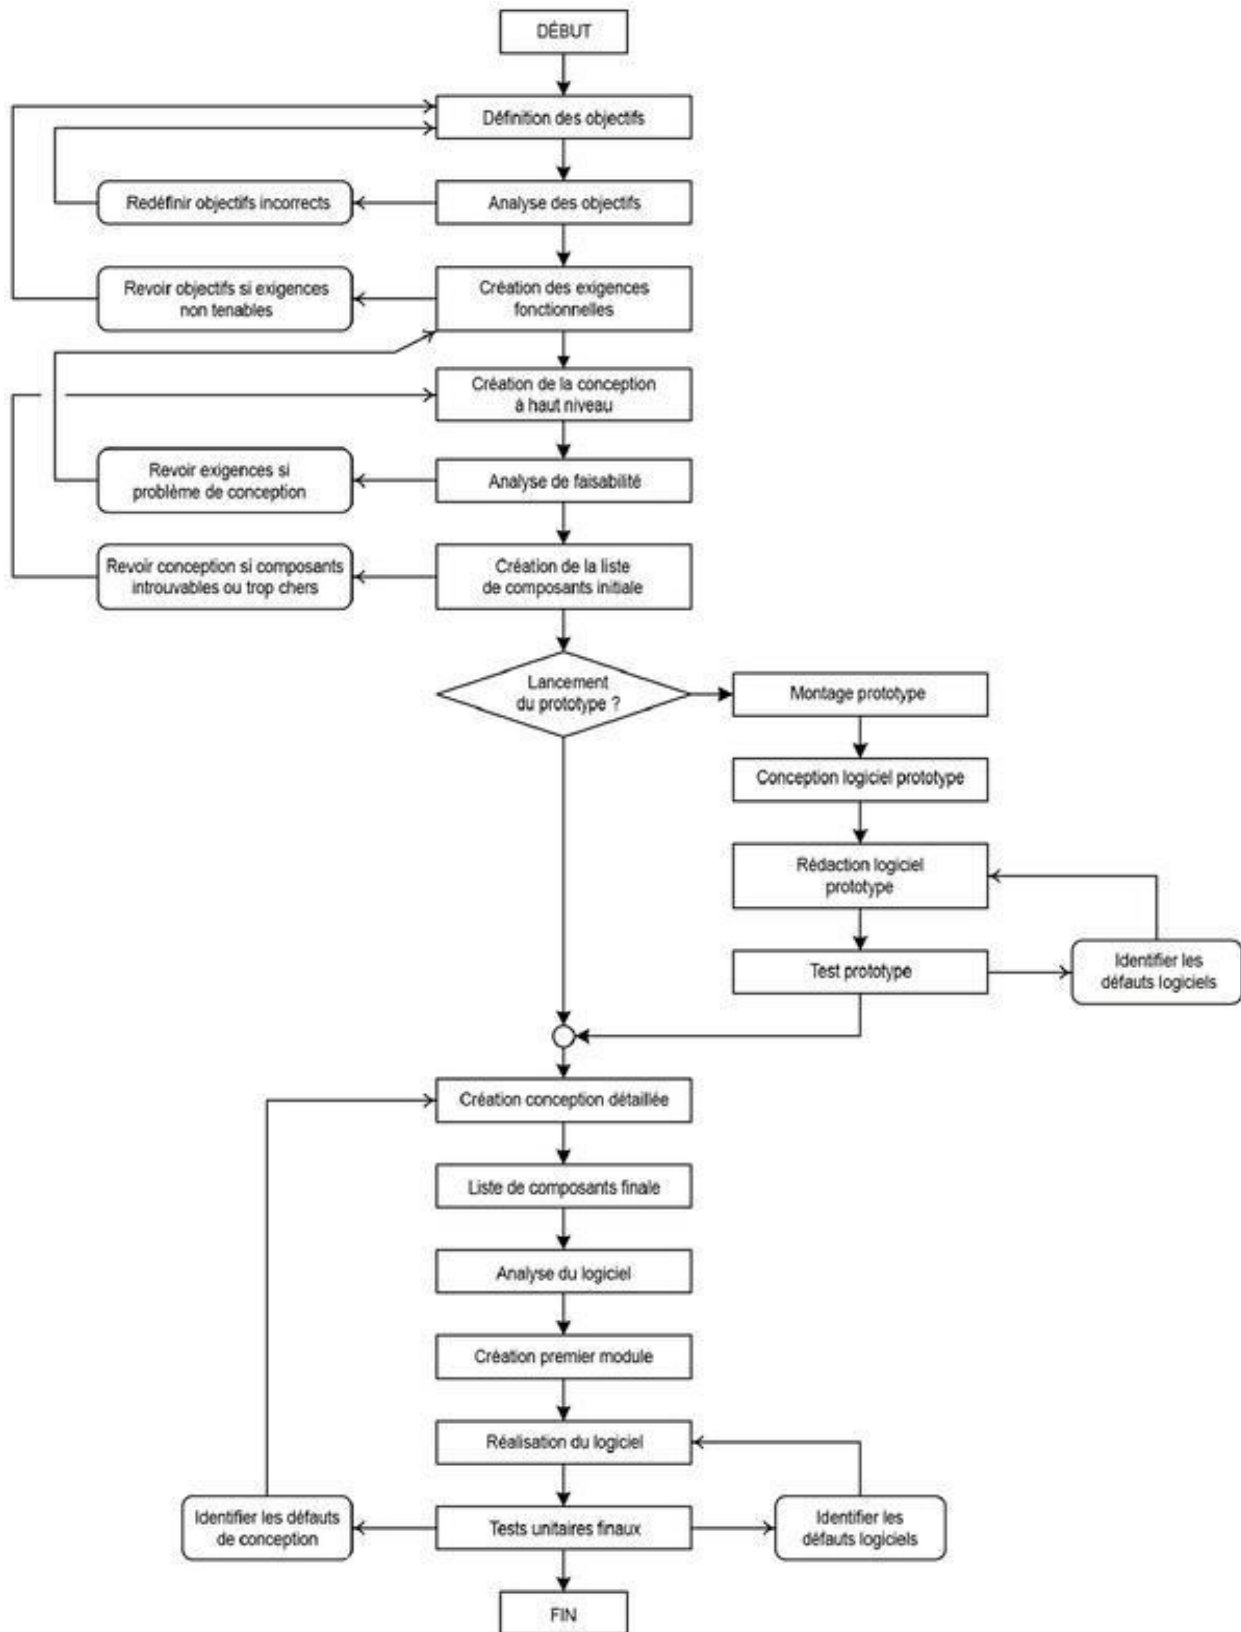 DÉBUT
Définition des objectifs
Redéfinir objectifs incorrects
Analyse des objectifs
Revoir objectifs si exigences
non tenables
Création des exigences
fonctionnelles
Création de la conception
à haut niveau
Revoir exigences si
problème de conception
Analyse de faisabilité
Revoir conception si composants
introuvables ou trop chers
Création de la liste
de composants initiale
Lancement
du prototype ?
Montage prototype
Conception logiciel prototype
Rédaction logiciel
prototype
Test prototype
Identifier les
défauts logiciels
Création conception détaillée
Liste de composants finale
Analyse du logiciel
Création premier module
Réalisation du logiciel
Identifier les défauts
de conception
Tests unitaires finaux
Identifier les
défauts logiciels
FIN